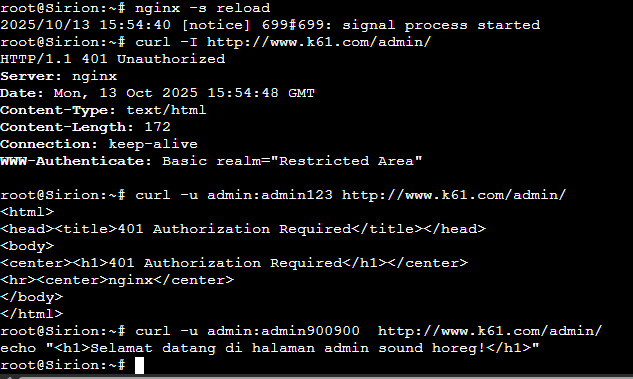 root@Sirion:~# nginx -s reload
2025/10/13 15:54:40 [notice] 699#699: signal process started
root@Sirion:~# curl -I http://www.k61.com/admin/
HTTP/1.1 401 Unauthorized
Server: nginx
Date: Mon, 13 Oct 2025 15:54:48 GMT
Content-Type: text/html
Content-Length: 172
Connection: keep-alive
WWW-Authenticate: Basic realm="Restricted Area"

root@Sirion:~# curl -u admin:admin123 http://www.k61.com/admin/
<html>
<head><title>401 Authorization Required</title></head>
<body>
<center><h1>401 Authorization Required</h1></center>
<hr><center>nginx</center>
</body>
</html>
root@Sirion:~# curl -u admin:admin900900  http://www.k61.com/admin/
echo "<h1>Selamat datang di halaman admin sound horeg!</h1>"
root@Sirion:~#